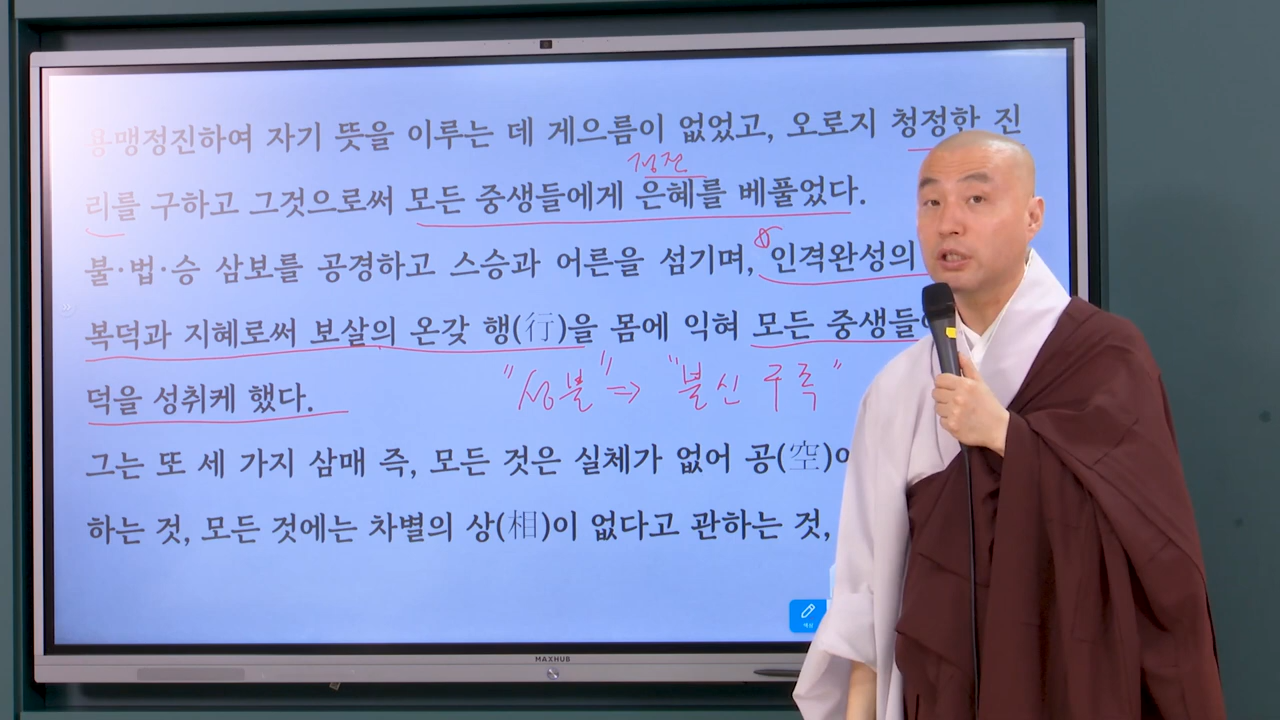 용맹정진하여 자기 뜻을 이루는 데 게으름이 없었고, 오로지 청정한 진
리를 구하고 그것으로써 모든 중생들에게 은혜를 베풀었다.
불·법·승 삼보를 공경하고 스승과 어른을 섬기며, 인격완성의
복덕과 지혜로써 보살의 온갖 행(行)을 몸에 익혀 모든 중생들
덕을 성취케 했다.
"성불" ⇒ "불신 구족"
그는 또 세 가지 삼매 즉, 모든 것은 실체가 없어 공(空)
하는 것, 모든 것에는 차별의 상(相)이 없다고 관하는 것,
MAXHUB